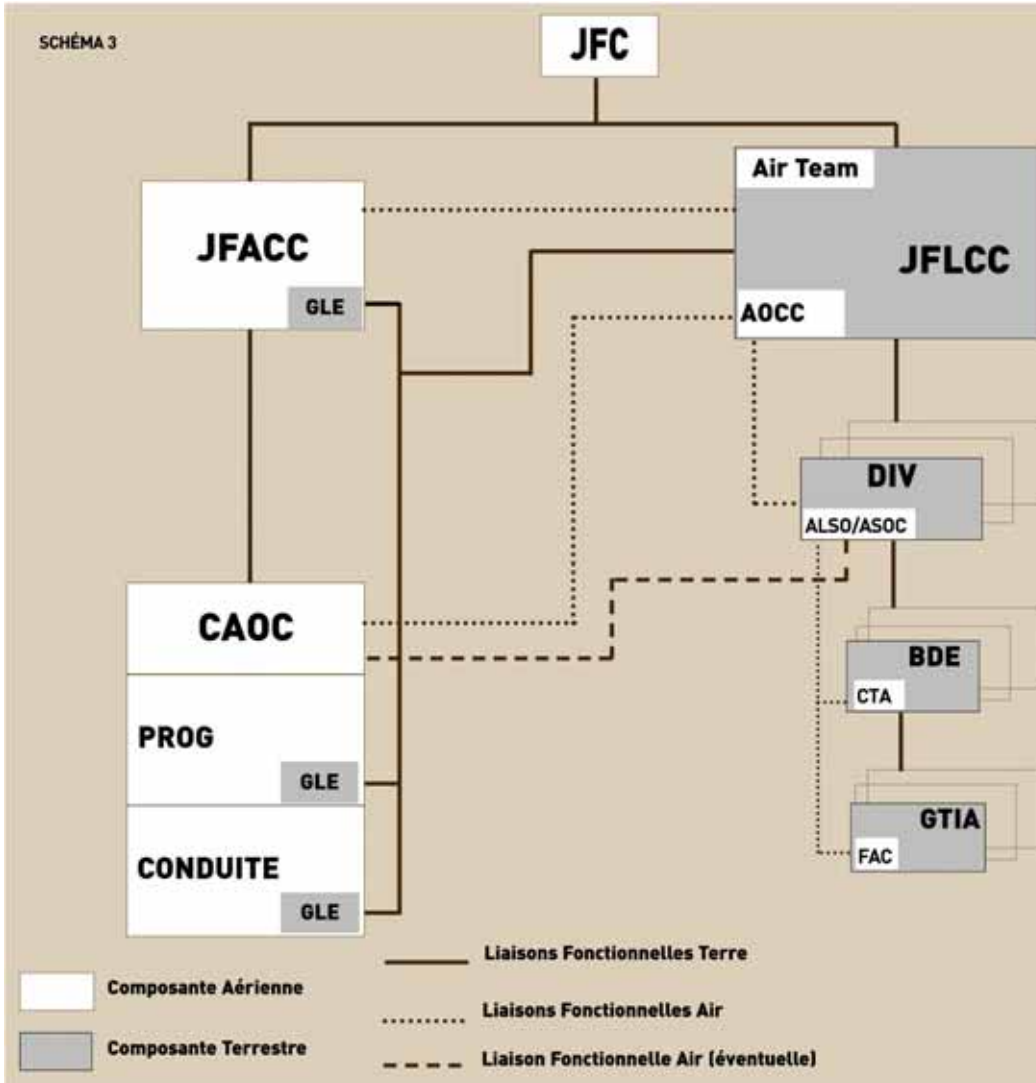 SCHÉMA 3
JFC
Air Team
JFACC
JFLCC
GLE
AOCC
DIV
ALSO/ASOC
CAOC
BDE
CTA
PROG
GLE
GTIA
CONDUITE
FAC
GLE
Liaisons Fonctionnelles Terre
Composante Aérienne
Liaisons Fonctionnelles Air
Composante Terrestre
Liaison Fonctionnelle Air (éventuelle)